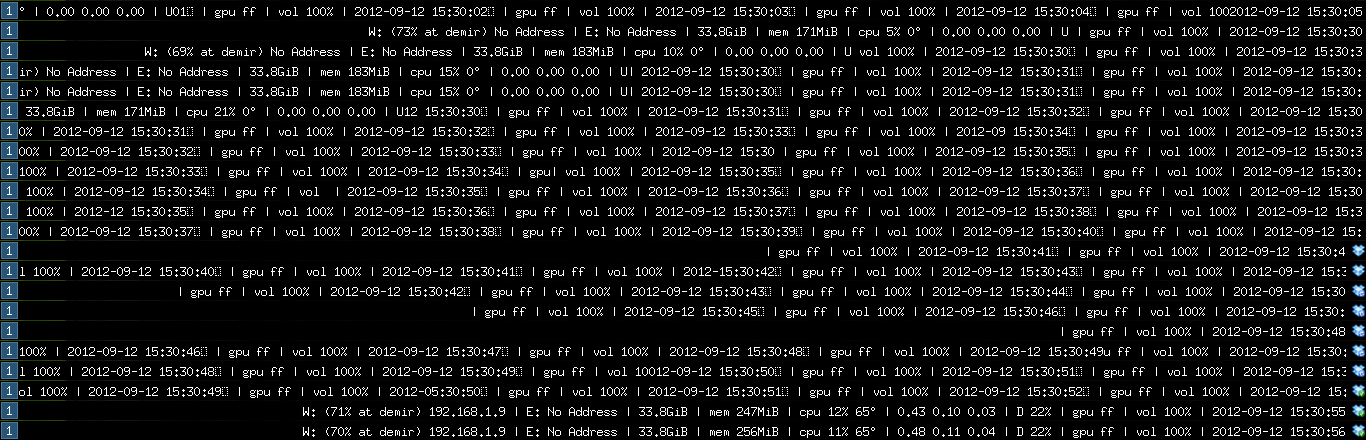 1 ° | 0.00 0.00 0.00 | U01 | gpu ff | vol 100% | 2012-09-12 15:30:02 | gpu ff | vol 100% | 2012-09-12 15:30:03 | gpu ff | vol 100% | 2012-09-12 15:30:04 | gpu ff | vol 1002012-09-12 15:30:05
1 W: (73% at demir) No Address | E: No Address | 33.8GiB | mem 171MiB | cpu 5% 0° | 0.00 0.00 0.00 | U | gpu ff | vol 100% | 2012-09-12 15:30:30
1 W: (69% at demir) No Address | E: No Address | 33.8GiB | mem 183MiB | cpu 10% 0° | 0.00 0.00 0.00 | U vol 100% | 2012-09-12 15:30:30 | gpu ff | vol 100% | 2012-09-12 15:30:3
1 ir) No Address | E: No Address | 33.8GiB | mem 183MiB | cpu 15% 0° | 0.00 0.00 0.00 | U| 2012-09-12 15:30:30 | gpu ff | vol 100% | 2012-09-12 15:30:31 | gpu ff | vol 100% | 2012-09-12 15:30:
1 ir) No Address | E: No Address | 33.8GiB | mem 183MiB | cpu 15% 0° | 0.00 0.00 0.00 | U| 2012-09-12 15:30:30 | gpu ff | vol 100% | 2012-09-12 15:30:31 | gpu ff | vol 100% | 2012-09-12 15:30:
1 33.8GiB | mem 171MiB | cpu 21% 0° | 0.00 0.00 0.00 | U12 15:30:30 | gpu ff | vol 100% | 2012-09-12 15:30:31 | gpu ff | vol 100% | 2012-09-12 15:30:32 | gpu ff | vol 100% | 2012-09-12 15:30:3
1 0% | 2012-09-12 15:30:31 | gpu ff | vol 100% | 2012-09-12 15:30:32 | gpu ff | vol 100% | 2012-09-12 15:30:33 | gpu ff | vol 100% | 2012-09-12 15:30:34 | gpu ff | vol 100% | 2012-09-12 15:30:3
1 00% | 2012-09-12 15:30:32 | gpu ff | vol 100% | 2012-09-12 15:30:33 | gpu ff | vol 100% | 2012-09-12 15:30 | gpu ff | vol 100% | 2012-09-12 15:30:35 | gpu ff | vol 100% | 2012-09-12 15:30:3
1 100% | 2012-09-12 15:30:33 | gpu ff | vol 100% | 2012-09-12 15:30:34 | gpu| vol 100% | 2012-09-12 15:30:35 | gpu ff | vol 100% | 2012-09-12 15:30:36 | gpu ff | vol 100% | 2012-09-12 15:30:
1 100% | 2012-09-12 15:30:34 | gpu ff | vol | 2012-09-12 15:30:35 | gpu ff | vol 100% | 2012-09-12 15:30:36 | gpu ff | vol 100% | 2012-09-12 15:30:37 | gpu ff | vol 100% | 2012-09-12 15:30:
1 100% | 2012-09-12 15:30:35 | gpu ff | vol 100% | 2012-09-12 15:30:36 | gpu ff | vol 100% | 2012-09-12 15:30:37 | gpu ff | vol 100% | 2012-09-12 15:30:38 | gpu ff | vol 100% | 2012-09-12 15:3
1 00% | 2012-09-12 15:30:37 | gpu ff | vol 100% | 2012-09-12 15:30:38 | gpu ff | vol 100% | 2012-09-12 15:30:39 | gpu ff | vol 100% | 2012-09-12 15:30:40 | gpu ff | vol 100% | 2012-09-12 15:
1 | gpu ff | vol 100% | 2012-09-12 15:30:41 | gpu ff | vol 100% | 2012-09-12 15:30:4
1 l 100% | 2012-09-12 15:30:40 | gpu ff | vol 100% | 2012-09-12 15:30:41 | gpu ff | vol 100% | 2012-15:30:42 | gpu ff | vol 100% | 2012-09-12 15:30:43 | gpu ff | vol 100% | 2012-09-12 15:3
1 | gpu ff | vol 100% | 2012-09-12 15:30:42 | gpu ff | vol 100% | 2012-09-12 15:30:43 | gpu ff | vol 100% | 2012-09-12 15:30:44 | gpu ff | vol 100% | 2012-09-12 15:30
1 | gpu ff | vol 100% | 2012-09-12 15:30:45 | gpu ff | vol 100% | 2012-09-12 15:30:46 | gpu ff | vol 100% | 2012-09-12 15:30:
1 | gpu ff | vol 100% | 2012-09-12 15:30:48
1 100% | 2012-09-12 15:30:46 | gpu ff | vol 100% | 2012-09-12 15:30:47 | gpu ff | vol 100% | 2012-09-12 15:30:48 | gpu ff | vol 100% | 2012-09-12 15:30:49u ff | vol 100% | 2012-09-12 15:30:
1 l 100% | 2012-09-12 15:30:48 | gpu ff | vol 100% | 2012-09-12 15:30:49 | gpu ff | vol 10012-09-12 15:30:50 | gpu ff | vol 100% | 2012-09-12 15:30:51 | gpu ff | vol 100% | 2012-09-12 15:3
1 ol 100% | 2012-09-12 15:30:49 | gpu ff | vol 100% | 2012-05:30:50 | gpu ff | vol 100% | 2012-09-12 15:30:51 | gpu ff | vol 100% | 2012-09-12 15:30:52 | gpu ff | vol 100% | 2012-09-12 15:
1 W: (71% at demir) 192.168.1.9 | E: No Address | 33.8GiB | mem 247MiB | cpu 12% 65° | 0.43 0.10 0.03 | D 22% | gpu ff | vol 100% | 2012-09-12 15:30:55
1 W: (70% at demir) 192.168.1.9 | E: No Address | 33.8GiB | mem 256MiB | cpu 11% 65° | 0.48 0.11 0.04 | D 22% | gpu ff | vol 100% | 2012-09-12 15:30:56